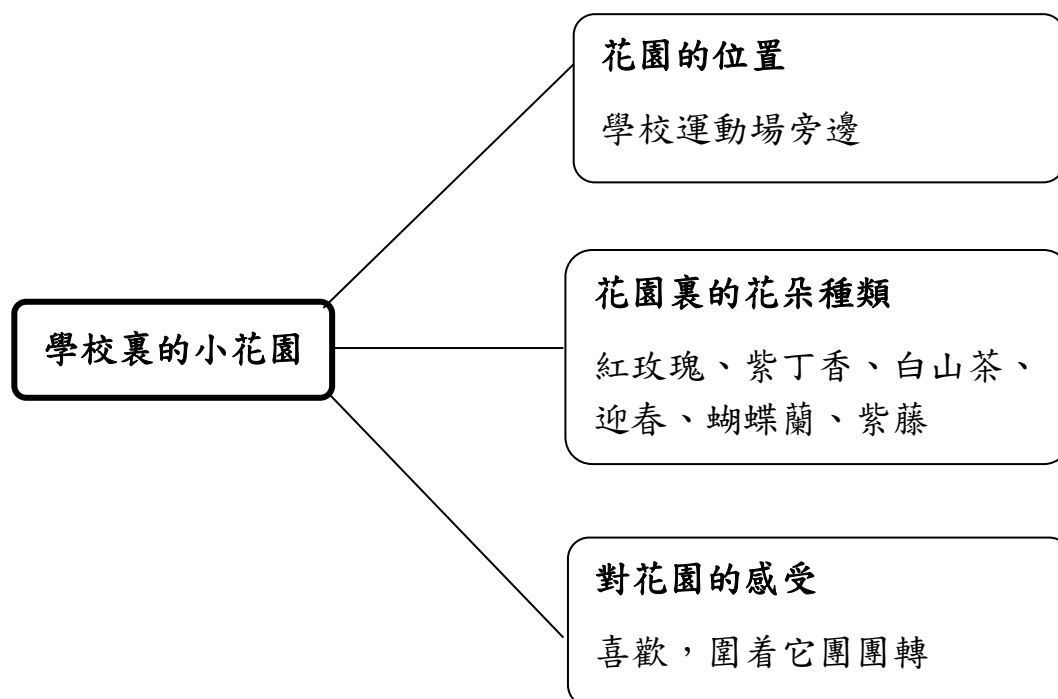 花園的位置
學校運動場旁邊
學校裏的小花園
花園裏的花朵種類
紅玫瑰、紫丁香、白山茶、
迎春、蝴蝶蘭、紫藤
對花園的感受
喜歡，圍着它團團轉